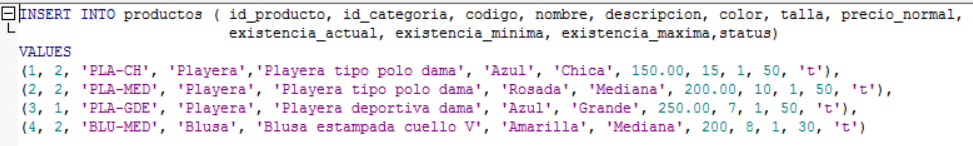 INSERT INTO productos ( id_producto, id_categoria, codigo, nombre, descripcion, color, talla, precio_normal,
existencia_actual, existencia_minima, existencia_maxima,status)
VALUES
(1, 2, 'PLA-CH', 'Playera','Playera tipo polo dama', 'Azul', 'Chica', 150.00, 15, 1, 50, 't'),
(2, 2, 'PLA-MED', 'Playera', 'Playera tipo polo dama', 'Rosada', 'Mediana', 200.00, 10, 1, 50, 't'),
(3, 1, 'PLA-GDE', 'Playera', 'Playera deportiva dama', 'Azul', 'Grande', 250.00, 7, 1, 50, 't'),
(4, 2, 'BLU-MED', 'Blusa', 'Blusa estampada cuello V', 'Amarilla', 'Mediana', 200, 8, 1, 30, 't')